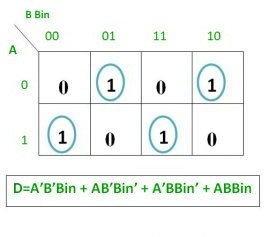 B Bin
00 01 11 10
A
0 0 1 0 1
1 1 0 1 0
D=A′B′Bin + AB′Bin′ + A′BBin′ + ABBin